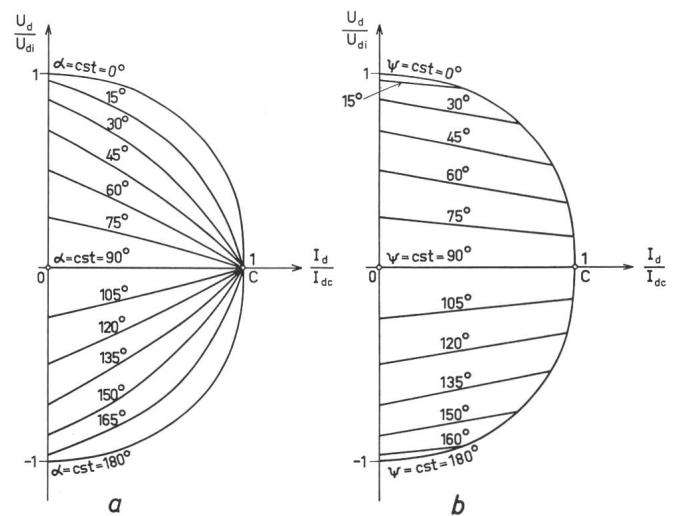 U_d
U_di
1
α=cst=0°
15°
30°
45°
60°
75°
α=cst=90°
0
1
C
I_d
I_dc
105°
120°
135°
150°
165°
-1
α=cst=180°
a
U_d
U_di
1
ψ=cst=0°
15°
30°
45°
60°
75°
ψ=cst=90°
0
1
C
I_d
I_dc
105°
120°
135°
150°
160°
-1
ψ=cst=180°
b